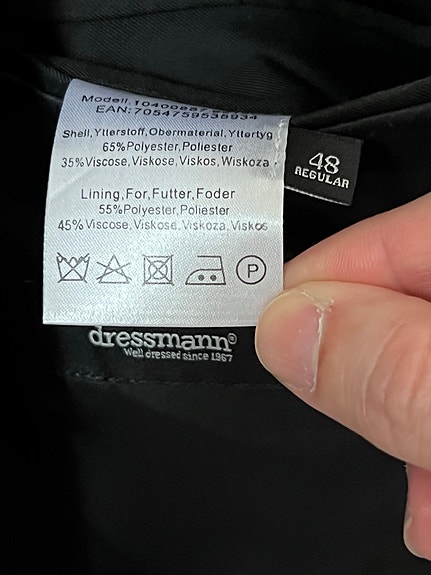 Shell, Ytterstoff, Obermaterial, Yttertyg
65% Polyester, Poliester
35% Viscose, Viskose, Viskos, Wiskoza
Lining, For, Futter, Foder
55% Polyester, Poliester
45% Viscose, Viskose, Viskoza, Viskos
P
48
REGULAR
dressmann®
Well dressed since 1967